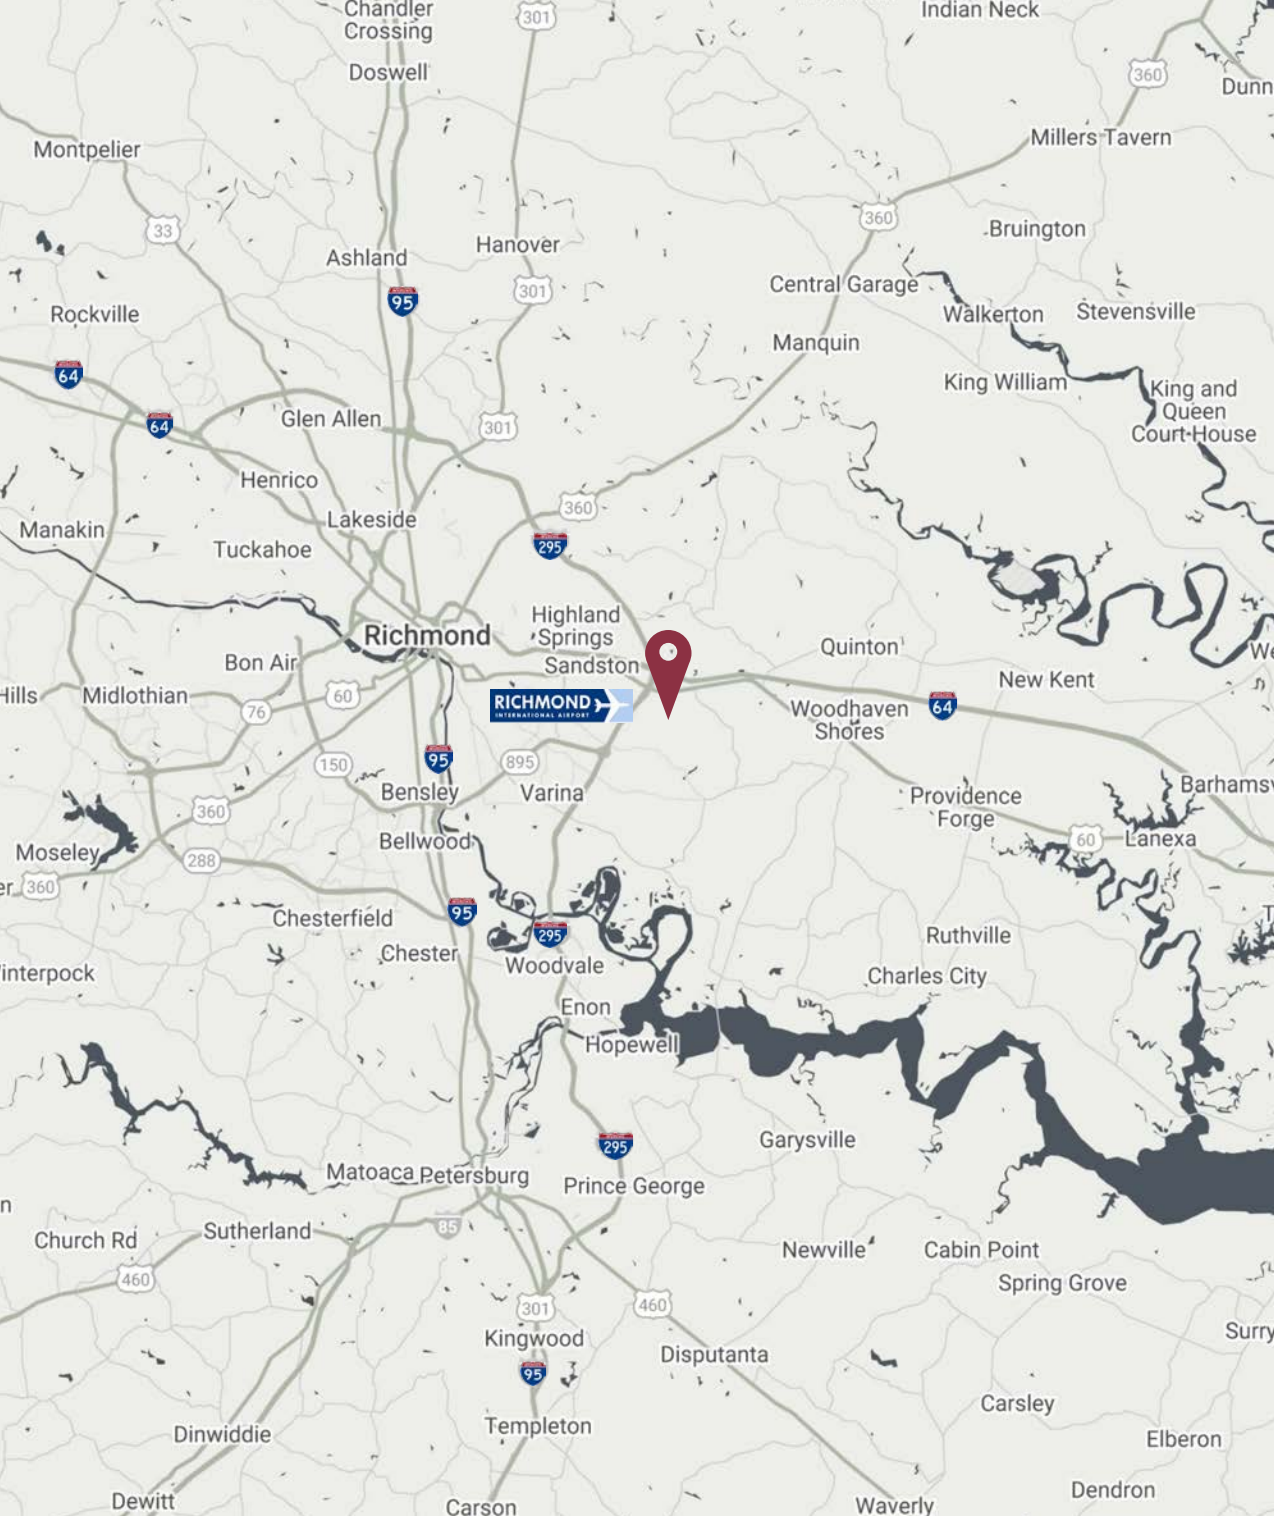 Chandler
Crossing
301
Indian Neck
Doswell
360
Dunn
Millers Tavern
Montpelier
360
33
Bruington
Hanover
Ashland
Central Garage
301
95
Rockville
Walkerton
Stevensville
Manquin
64
King William
King and
Queen
Court House
Glen Allen
64
301
Henrico
360
Lakeside
Manakin
295
Tuckahoe
Highland
Springs
Richmond
Quinton
We
Bon Air
Sandston
New Kent
Hills
Midlothian
60
76
RICHMOND
INTERNATIONAL AIRPORT
64
Woodhaven
Shores
95
895
150
Barhamsv
Bensley
Varina
Providence
Forge
360
Bellwood
60
Lanexa
Moseley
288
er
360
95
Chesterfield
T
295
Ruthville
Chester
Woodvale
interpock
Charles City
Enon
Hopewell
Garysville
295
Matoaca
Petersburg
Prince George
n
85
Sutherland
Church Rd
Newville
Cabin Point
460
Spring Grove
301
460
Surry
Kingwood
Disputanta
95
Carsley
Templeton
Dinwiddie
Elberon
Dendron
Dewitt
Carson
Waverly